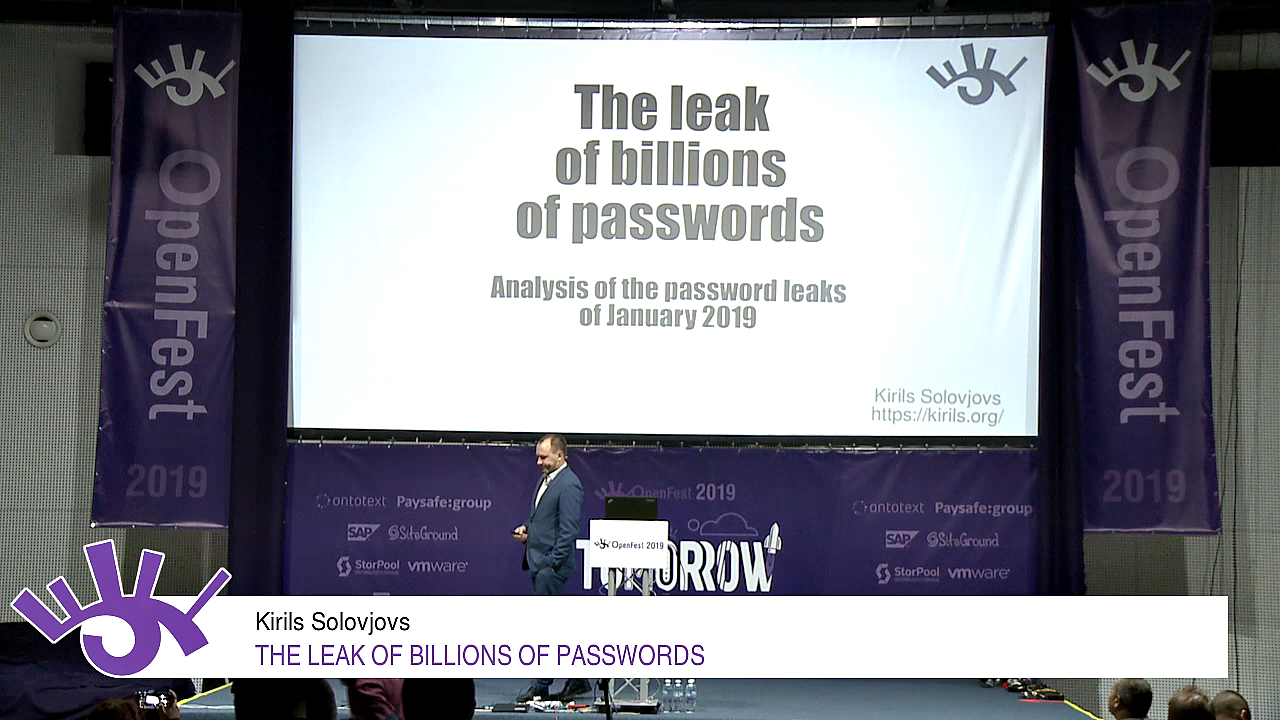 OpenFest
2019
The leak
of billions
of passwords
Analysis of the password leaks
of January 2019
Kirils Solovjovs
https://kirils.org/
OpenFest
2019
ontotext Paysafe:group
SAP SiteGround
StorPool vmware
OpenFest 2019
OpenFest 2019
TOMORROW
ontotext Paysafe:group
SAP SiteGround
StorPool vmware
Kirils Solovjovs
THE LEAK OF BILLIONS OF PASSWORDS